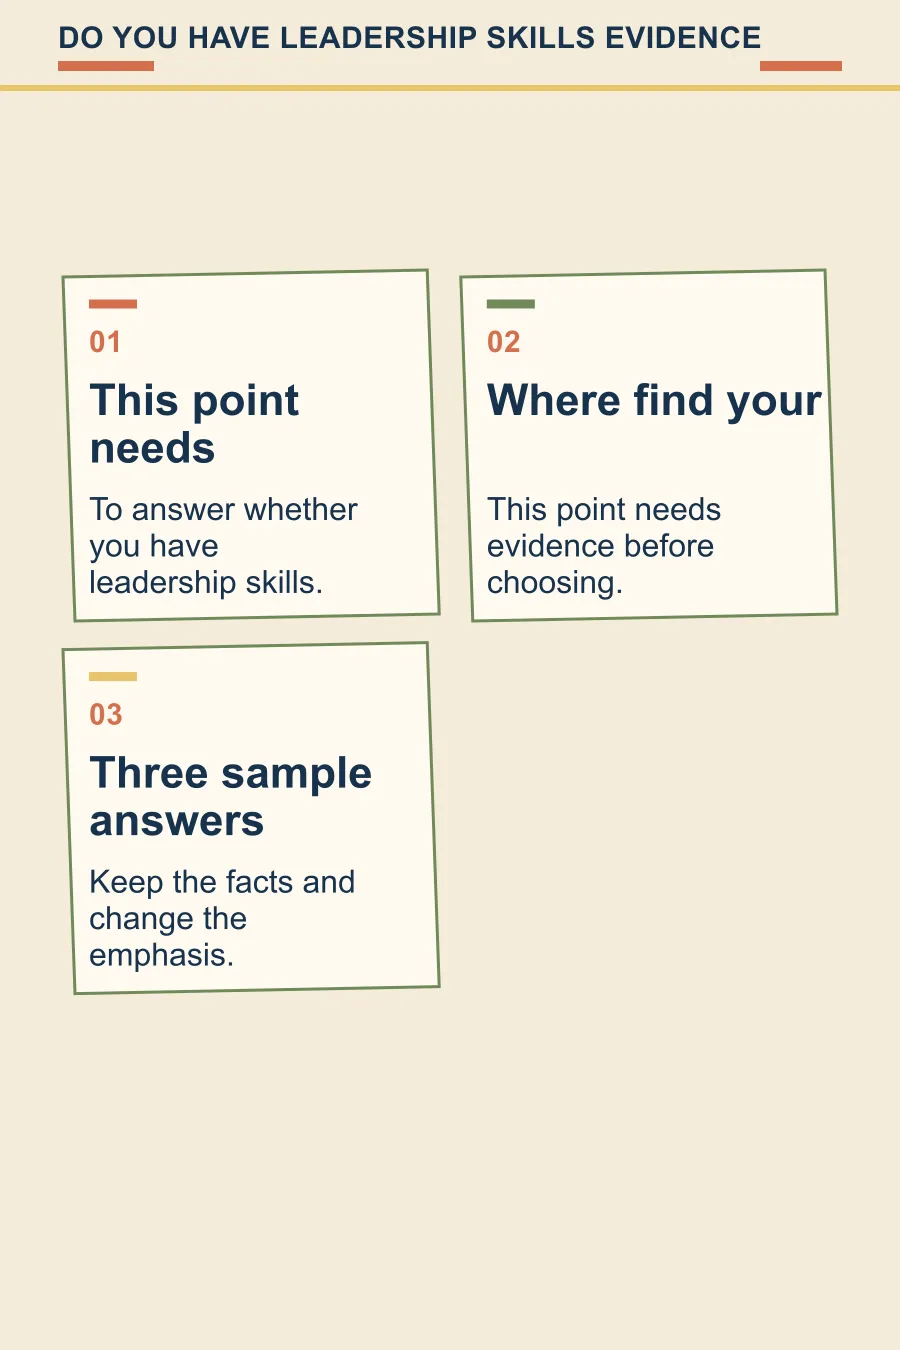 DO YOU HAVE LEADERSHIP SKILLS EVIDENCE
01
This point
needs
To answer whether
you have
leadership skills.
02
Where find your
This point needs
evidence before
choosing.
03
Three sample
answers
Keep the facts and
change the
emphasis.